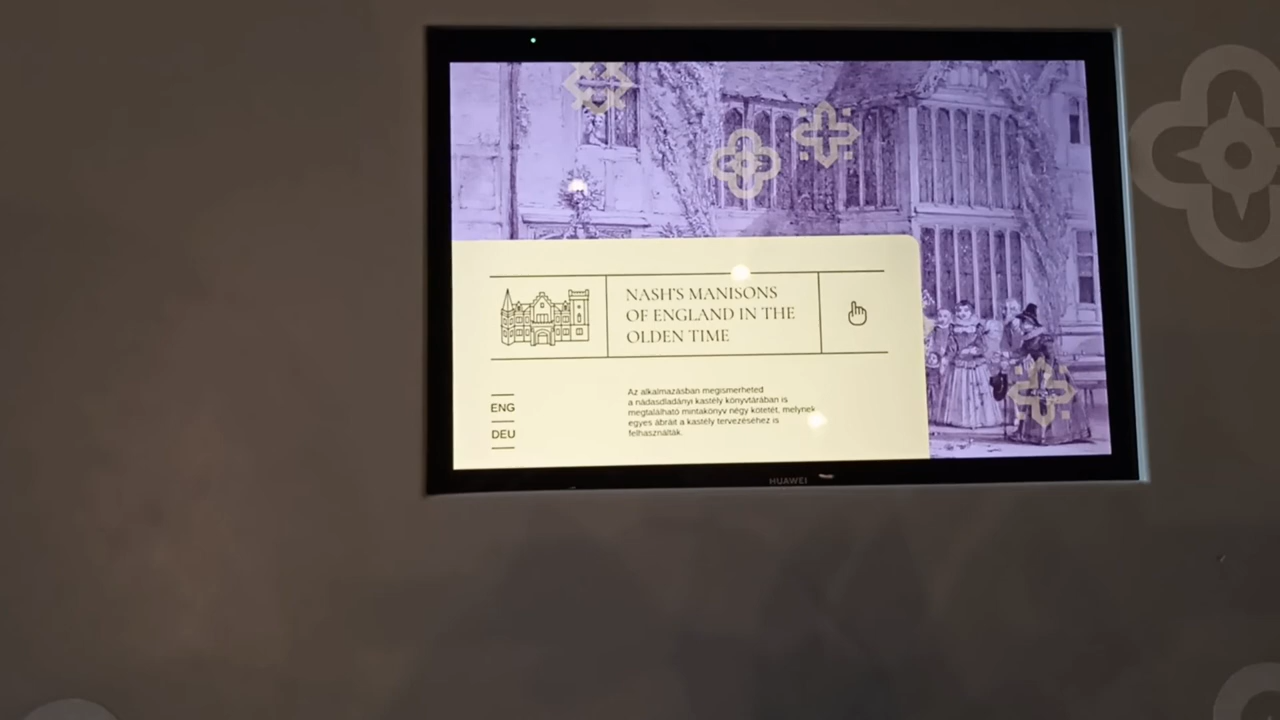 NASH'S MANISONS
OF ENGLAND IN THE
OLDEN TIME
ENG
DEU
Az alkalmazásban megismerheted
a nádasdladányi kastély könyvtárában is
megtalálható mintakönyv négy kötetét, melynek
egyes ábráit a kastély tervezéséhez is
felhasználták.
HUAWEI